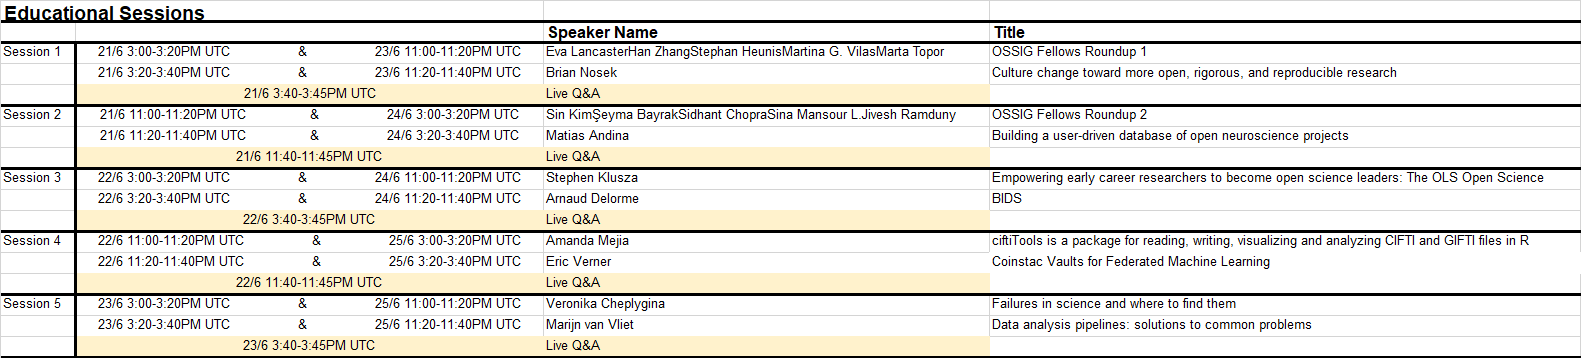 Educational Sessions
Speaker Name Title
Session 1 21/6 3:00-3:20PM UTC & 23/6 11:00-11:20PM UTC Eva LancasterHan ZhangStephan HeunisMartina G. VilasMarta Topor OSSIG Fellows Roundup 1
21/6 3:20-3:40PM UTC & 23/6 11:20-11:40PM UTC Brian Nosek Culture change toward more open, rigorous, and reproducible research
21/6 3:40-3:45PM UTC Live Q&A
Session 2 21/6 11:00-11:20PM UTC & 24/6 3:00-3:20PM UTC Sin KimŞeyma BayrakSidhant ChopraSina Mansour L.Jivesh Ramduny OSSIG Fellows Roundup 2
21/6 11:20-11:40PM UTC & 24/6 3:20-3:40PM UTC Matias Andina Building a user-driven database of open neuroscience projects
21/6 11:40-11:45PM UTC Live Q&A
Session 3 22/6 3:00-3:20PM UTC & 24/6 11:00-11:20PM UTC Stephen Klusza Empowering early career researchers to become open science leaders: The OLS Open Science
22/6 3:20-3:40PM UTC & 24/6 11:20-11:40PM UTC Arnaud Delorme BIDS
22/6 3:40-3:45PM UTC Live Q&A
Session 4 22/6 11:00-11:20PM UTC & 25/6 3:00-3:20PM UTC Amanda Mejia ciftiTools is a package for reading, writing, visualizing and analyzing CIFTI and GIFTI files in R
22/6 11:20-11:40PM UTC & 25/6 3:20-3:40PM UTC Eric Verner Coinstac Vaults for Federated Machine Learning
22/6 11:40-11:45PM UTC Live Q&A
Session 5 23/6 3:00-3:20PM UTC & 25/6 11:00-11:20PM UTC Veronika Cheplygina Failures in science and where to find them
23/6 3:20-3:40PM UTC & 25/6 11:20-11:40PM UTC Marijn van Vliet Data analysis pipelines: solutions to common problems
23/6 3:40-3:45PM UTC Live Q&A